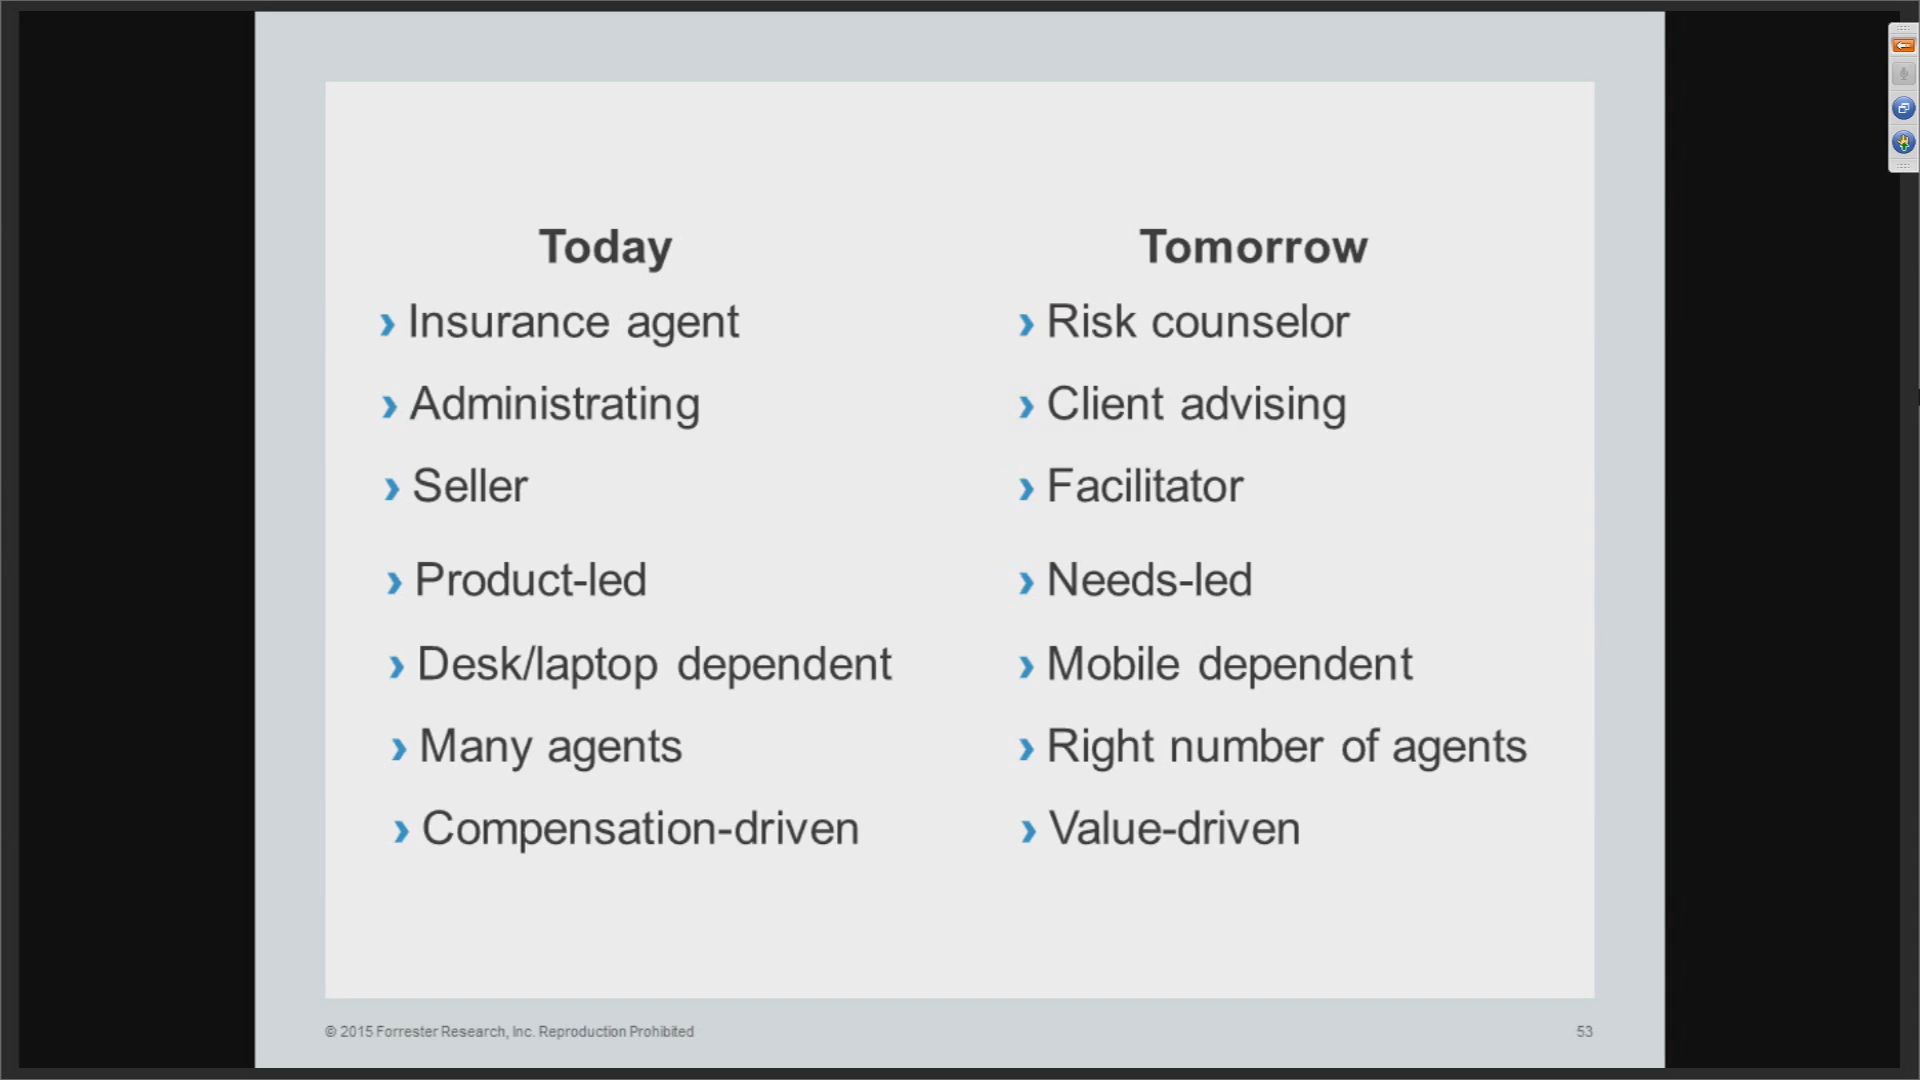 Today
Insurance agent
Administrating
Seller
Product-led
Desk/laptop dependent
Many agents
Compensation-driven
Tomorrow
Risk counselor
Client advising
Facilitator
Needs-led
Mobile dependent
Right number of agents
Value-driven
© 2015 Forrester Research, Inc. Reproduction Prohibited
53